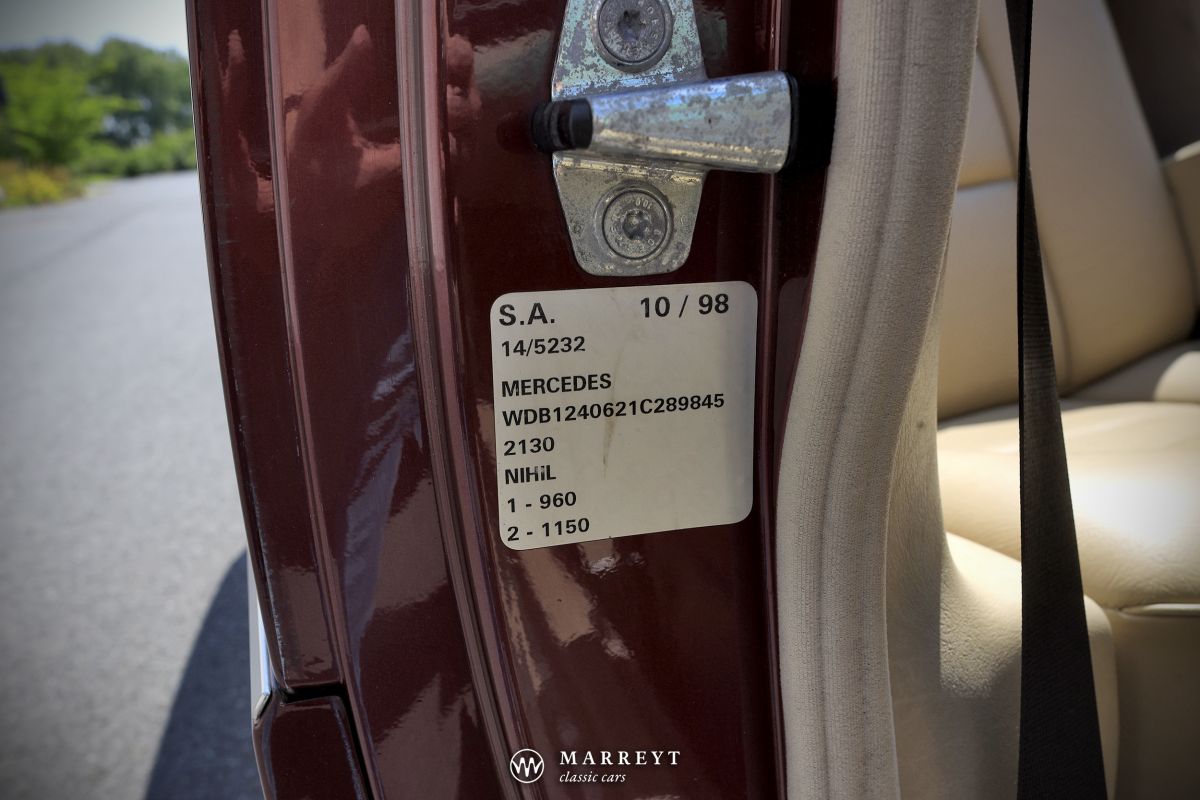 S.A. 10 / 98
14/5232
MERCEDES
WDB1240621C289845
2130
NIHIL
1 - 960
2 - 1150
MARREYT
classic cars